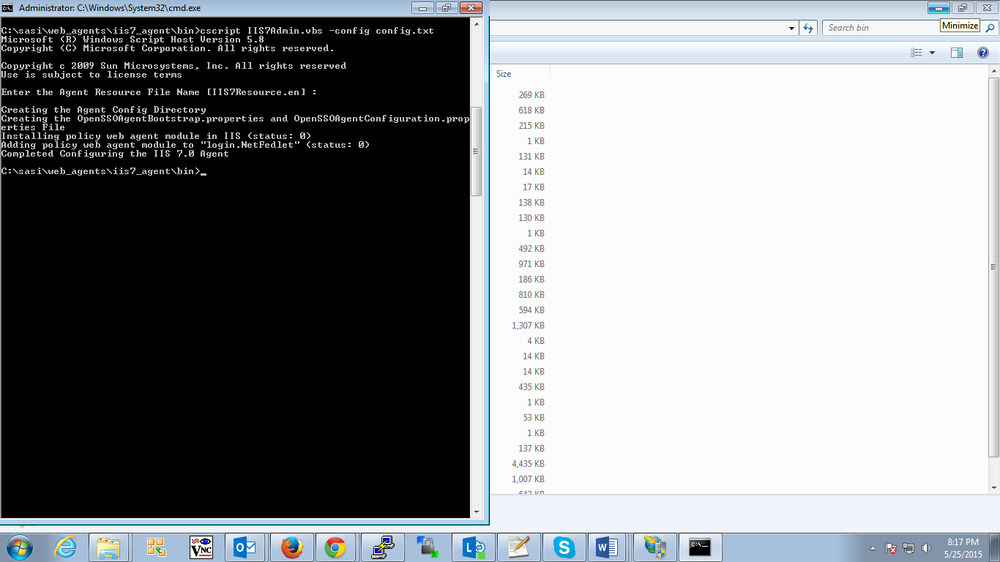 Administrator: C:\Windows\System32\cmd.exe
C:\sasi\web_agents\iis7_agent\bin>cscript IIS7Admin.vbs -config config.txt
Microsoft (R) Windows Script Host Version 5.8
Copyright (C) Microsoft Corporation. All rights reserved.
Copyright c 2009 Sun Microsystems, Inc. All rights reserved
Use is subject to license terms
Enter the Agent Resource File Name [IIS7Resource.en] :
Creating the Agent Config Directory
Creating the OpenSSOAgentBootstrap.properties and OpenSSOAgentConfiguration.prop
erties File
Installing policy web agent module in IIS (status: 0)
Adding policy web agent module to "login.NetFedlet" (status: 0)
Completed Configuring the IIS 7.0 Agent
C:\sasi\web_agents\iis7_agent\bin>_
Search bin
Minimize
Size
269 KB
618 KB
215 KB
1 KB
131 KB
14 KB
17 KB
138 KB
130 KB
1 KB
492 KB
971 KB
186 KB
810 KB
594 KB
1,307 KB
4 KB
14 KB
14 KB
435 KB
1 KB
53 KB
1 KB
137 KB
4,435 KB
1,007 KB
VNC
8:17 PM
5/25/2015